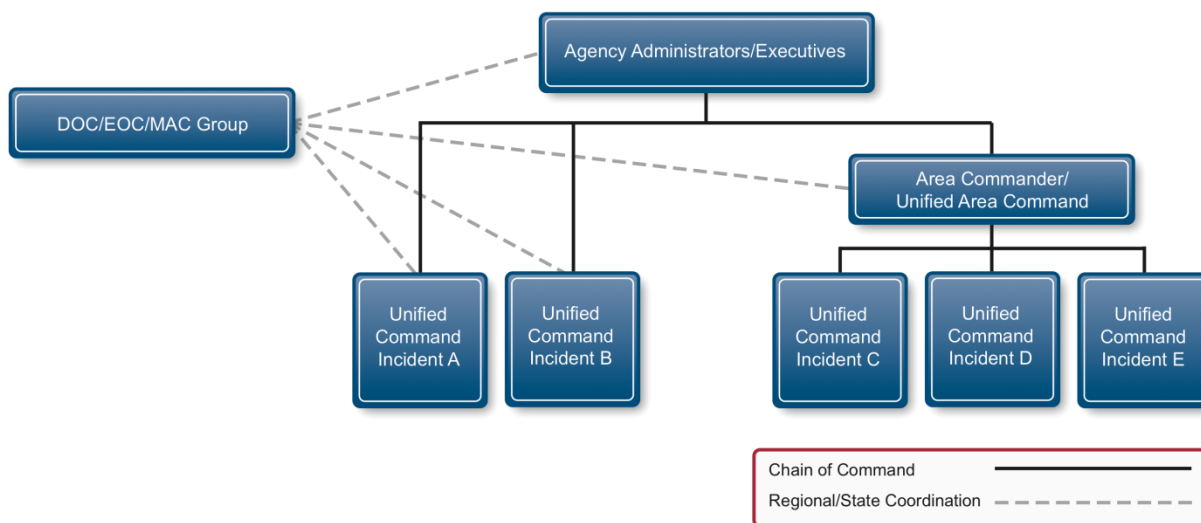 Agency Administrators/Executives
DOC/EOC/MAC Group
Area Commander/
Unified Area Command
Unified
Command
Incident A
Unified
Command
Incident B
Unified
Command
Incident C
Unified
Command
Incident D
Unified
Command
Incident E
Chain of Command
Regional/State Coordination